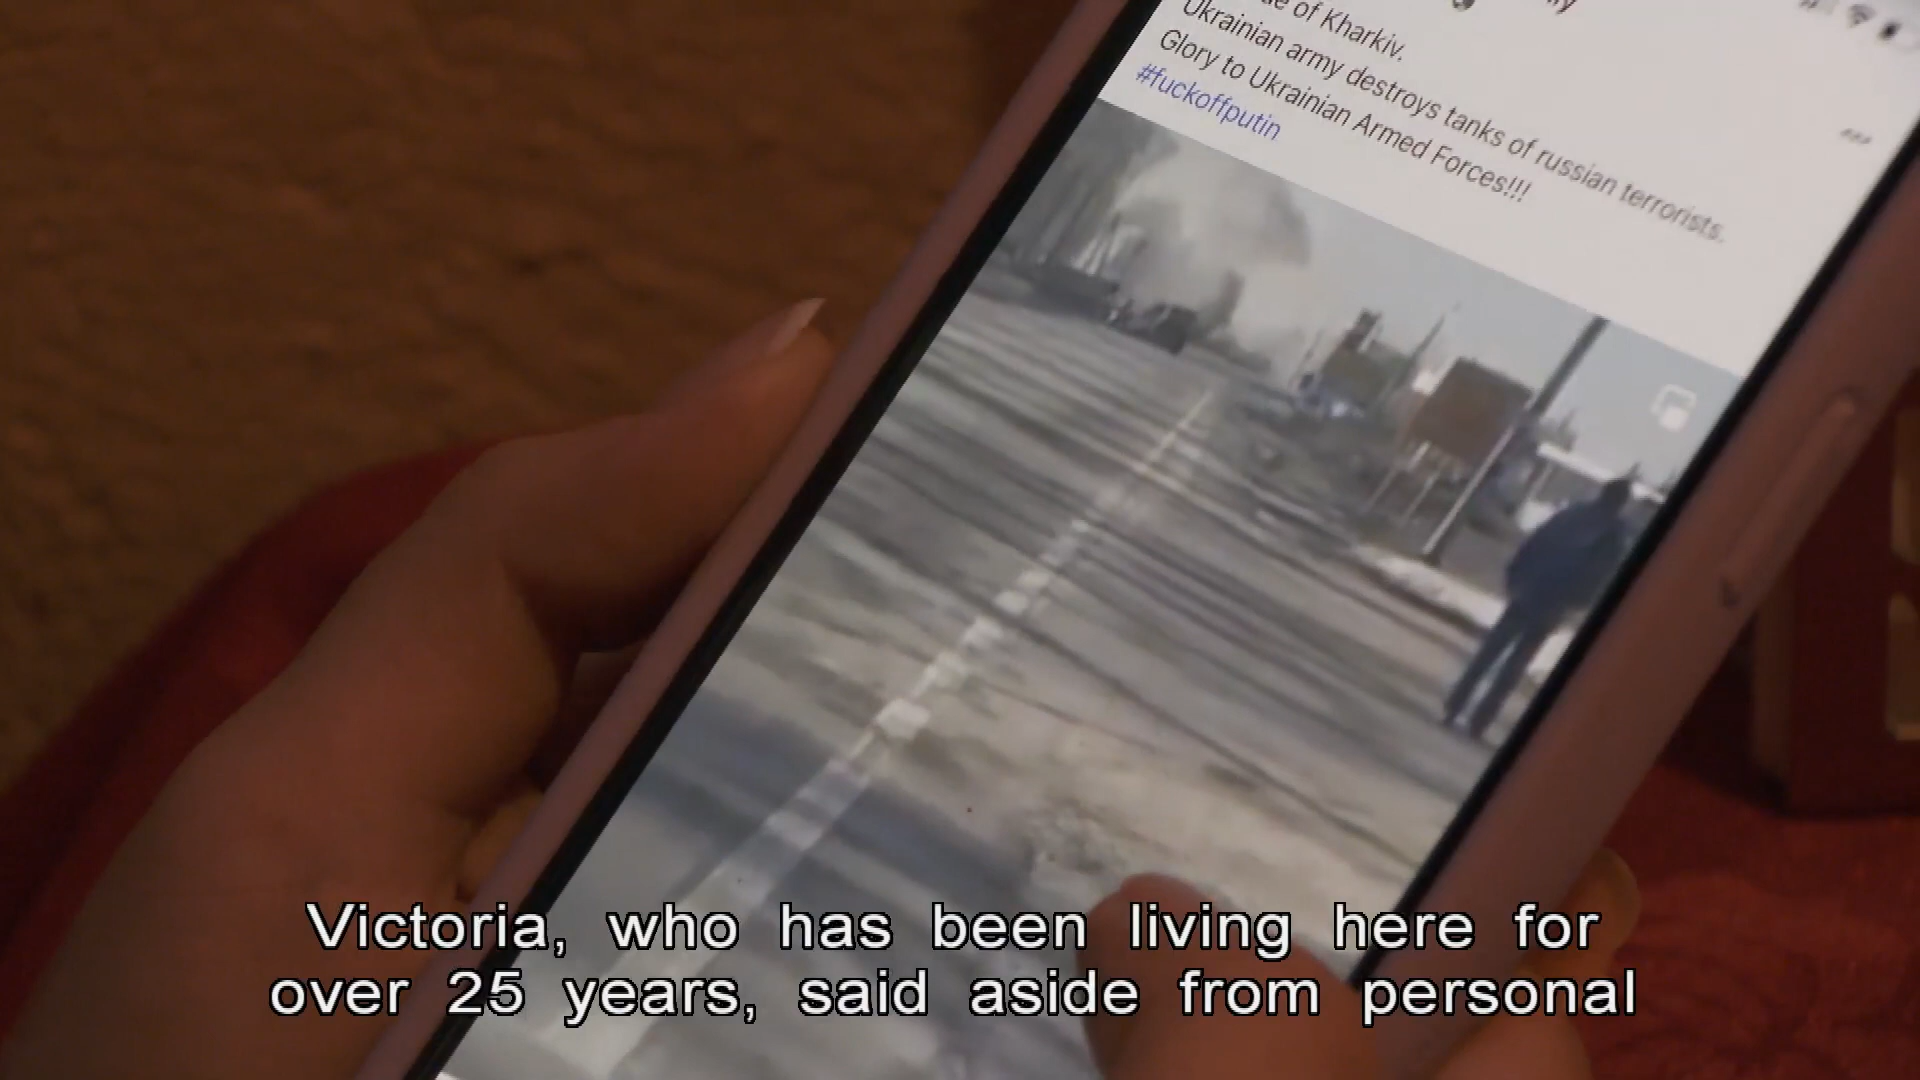 of Kharkiv.
Ukrainian army destroys tanks of russian terrorists.
Glory to Ukrainian Armed Forces!!!
#fuckoffputin
Victoria, who has been living here for
over 25 years, said aside from personal